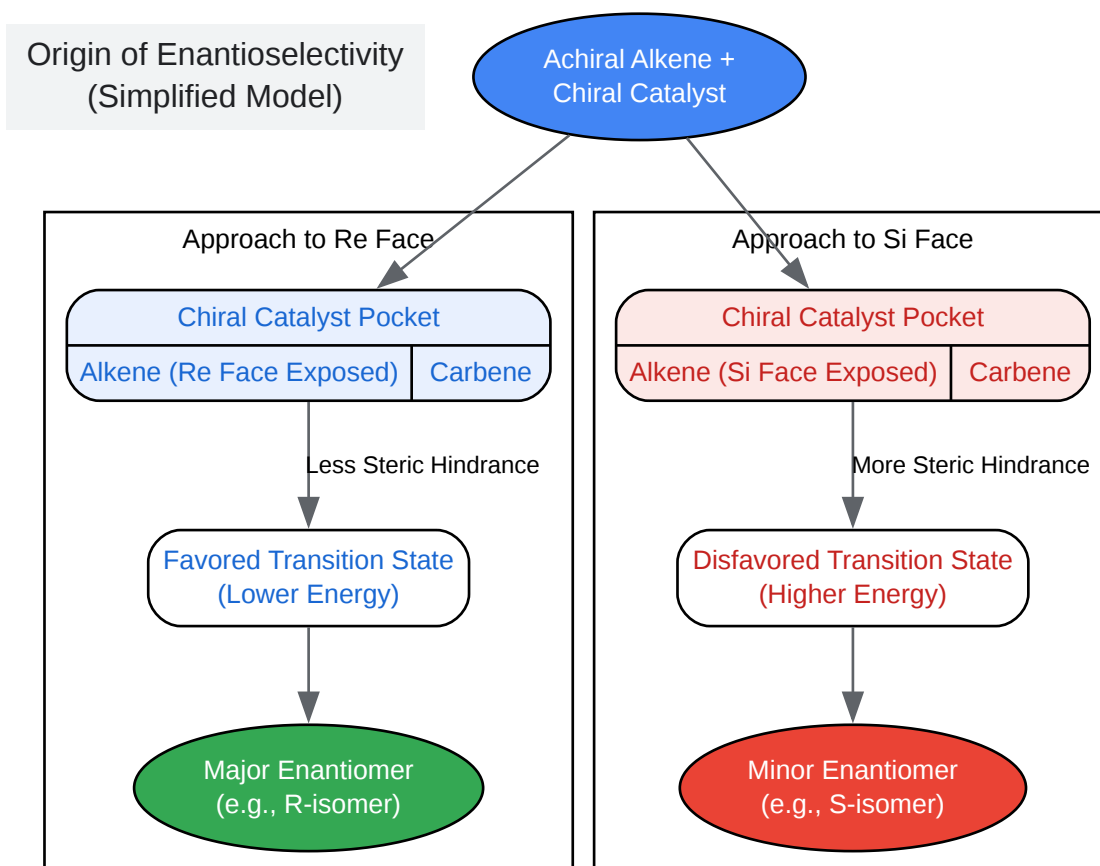 Origin of Enantioselectivity
(Simplified Model)
Achiral Alkene +
Chiral Catalyst
Approach to Re Face
Chiral Catalyst Pocket
Alkene (Re Face Exposed)
Carbene
Less Steric Hindrance
Favored Transition State
(Lower Energy)
Major Enantiomer
(e.g., R-isomer)
Approach to Si Face
Chiral Catalyst Pocket
Alkene (Si Face Exposed)
Carbene
More Steric Hindrance
Disfavored Transition State
(Higher Energy)
Minor Enantiomer
(e.g., S-isomer)